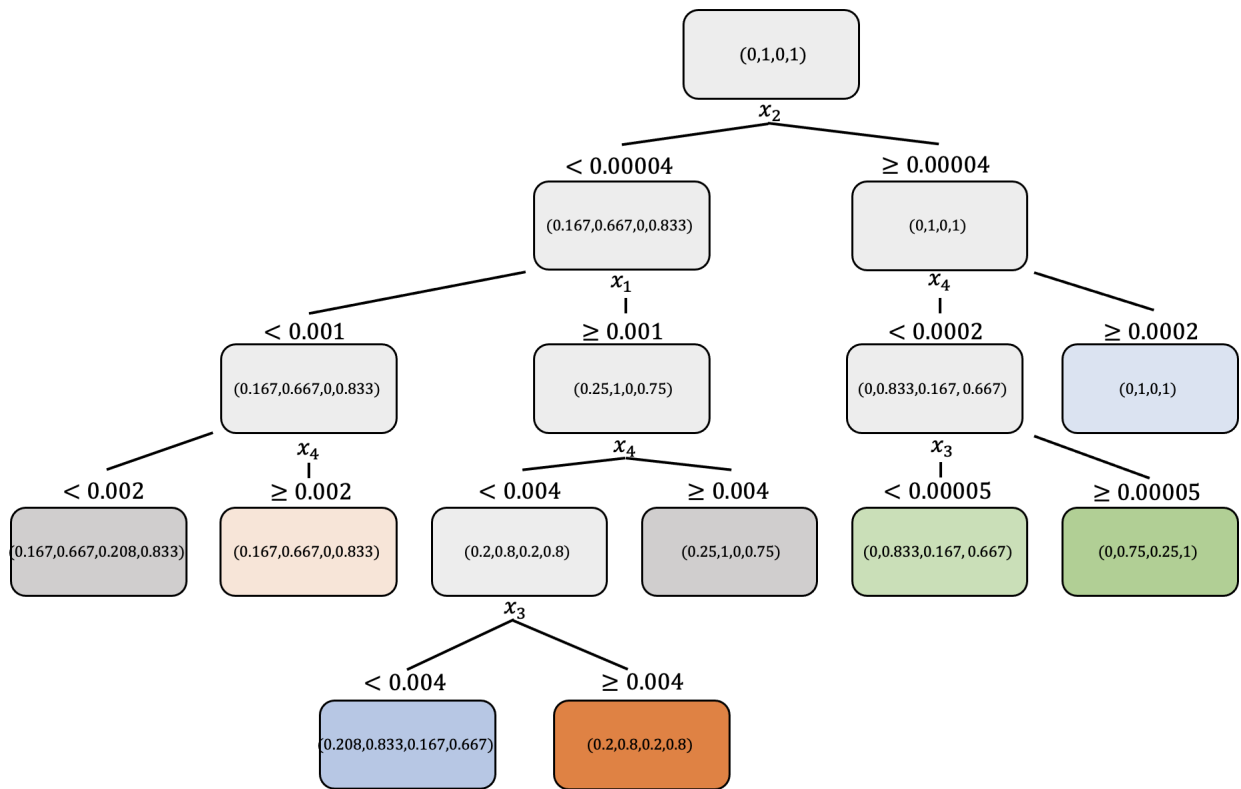 (0,1,0,1)
x₂
< 0.00004 ≥ 0.00004
(0.167,0.667,0,0.833) (0,1,0,1)
x₁ x₄
< 0.001 ≥ 0.001 < 0.0002 ≥ 0.0002
(0.167,0.667,0,0.833) (0.25,1,0,0.75) (0,0.833,0.167, 0.667) (0,1,0,1)
x₄ x₄ x₃
< 0.002 ≥ 0.002 < 0.004 ≥ 0.004 < 0.00005 ≥ 0.00005
(0.167,0.667,0.208,0.833) (0.167,0.667,0,0.833) (0.2,0.8,0.2,0.8) (0.25,1,0,0.75) (0,0.833,0.167, 0.667) (0,0.75,0.25,1)
x₃
< 0.004 ≥ 0.004
(0.208,0.833,0.167,0.667) (0.2,0.8,0.2,0.8)